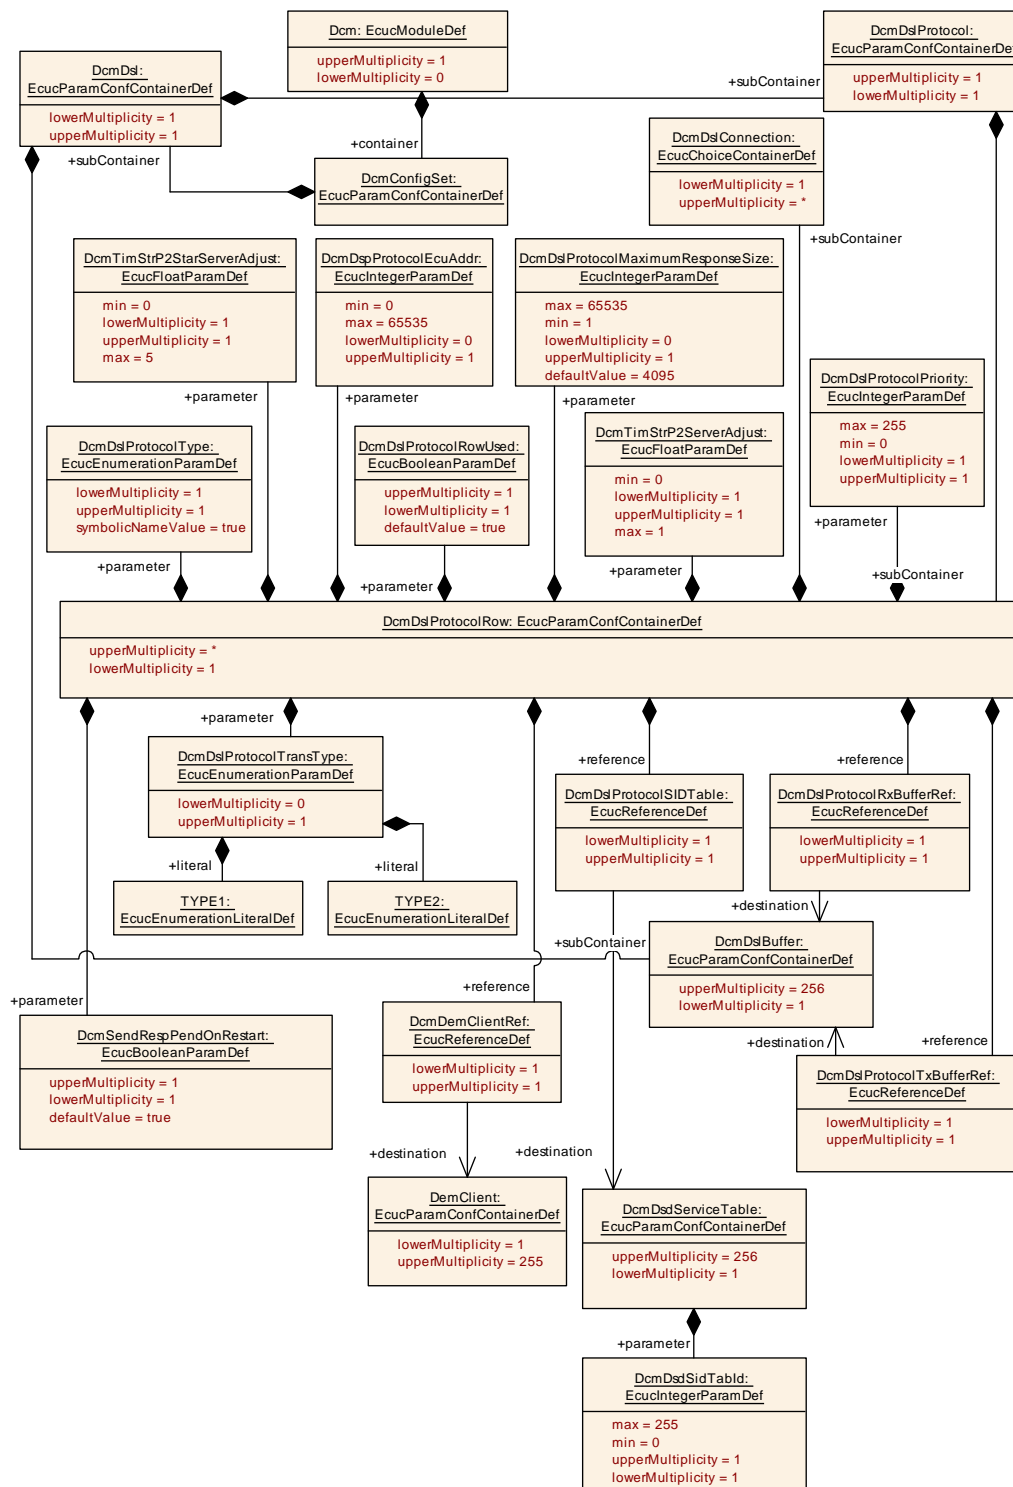 Dcm: EcucModuleDef
upperMultiplicity = 1
lowerMultiplicity = 0
DcmDslProtocol:
EcucParamConfContainerDef
upperMultiplicity = 1
lowerMultiplicity = 1
DcmDsl:
EcucParamConfContainerDef
lowerMultiplicity = 1
upperMultiplicity = 1
+subContainer
+container
+subContainer
DcmConfigSet:
EcucParamConfContainerDef
DcmDslConnection:
EcucChoiceContainerDef
lowerMultiplicity = 1
upperMultiplicity = *
+subContainer
DcmTimStrP2StarServerAdjust:
EcucFloatParamDef
min = 0
lowerMultiplicity = 1
upperMultiplicity = 1
max = 5
+parameter
DcmDspProtocolEcuAddr:
EcucIntegerParamDef
min = 0
max = 65535
lowerMultiplicity = 0
upperMultiplicity = 1
+parameter
DcmDslProtocolMaximumResponseSize:
EcucIntegerParamDef
max = 65535
min = 1
lowerMultiplicity = 0
upperMultiplicity = 1
defaultValue = 4095
+parameter
DcmDslProtocolPriority:
EcucIntegerParamDef
max = 255
min = 0
lowerMultiplicity = 1
upperMultiplicity = 1
+parameter
DcmDslProtocolType:
EcucEnumerationParamDef
lowerMultiplicity = 1
upperMultiplicity = 1
symbolicNameValue = true
+parameter
DcmDslProtocolRowUsed:
EcucBooleanParamDef
upperMultiplicity = 1
lowerMultiplicity = 1
defaultValue = true
+parameter
DcmTimStrP2ServerAdjust:
EcucFloatParamDef
min = 0
lowerMultiplicity = 1
upperMultiplicity = 1
max = 1
+parameter
+subContainer
DcmDslProtocolRow: EcucParamConfContainerDef
upperMultiplicity = *
lowerMultiplicity = 1
+parameter
DcmDslProtocolTransType:
EcucEnumerationParamDef
lowerMultiplicity = 0
upperMultiplicity = 1
+literal
+literal
TYPE1:
EcucEnumerationLiteralDef
TYPE2:
EcucEnumerationLiteralDef
+reference
DcmDslProtocolSIDTable:
EcucReferenceDef
lowerMultiplicity = 1
upperMultiplicity = 1
+reference
DcmDslProtocolRxBufferRef:
EcucReferenceDef
lowerMultiplicity = 1
upperMultiplicity = 1
+destination
+subContainer
DcmDslBuffer:
EcucParamConfContainerDef
upperMultiplicity = 256
lowerMultiplicity = 1
+parameter
DcmSendRespPendOnRestart:
EcucBooleanParamDef
upperMultiplicity = 1
lowerMultiplicity = 1
defaultValue = true
+reference
DcmDemClientRef:
EcucReferenceDef
lowerMultiplicity = 1
upperMultiplicity = 1
+destination
+reference
DcmDslProtocolTxBufferRef:
EcucReferenceDef
lowerMultiplicity = 1
upperMultiplicity = 1
+destination
+destination
DemClient:
EcucParamConfContainerDef
lowerMultiplicity = 1
upperMultiplicity = 255
DcmDsdServiceTable:
EcucParamConfContainerDef
upperMultiplicity = 256
lowerMultiplicity = 1
+parameter
DcmDsdSidTabId:
EcucIntegerParamDef
max = 255
min = 0
upperMultiplicity = 1
lowerMultiplicity = 1